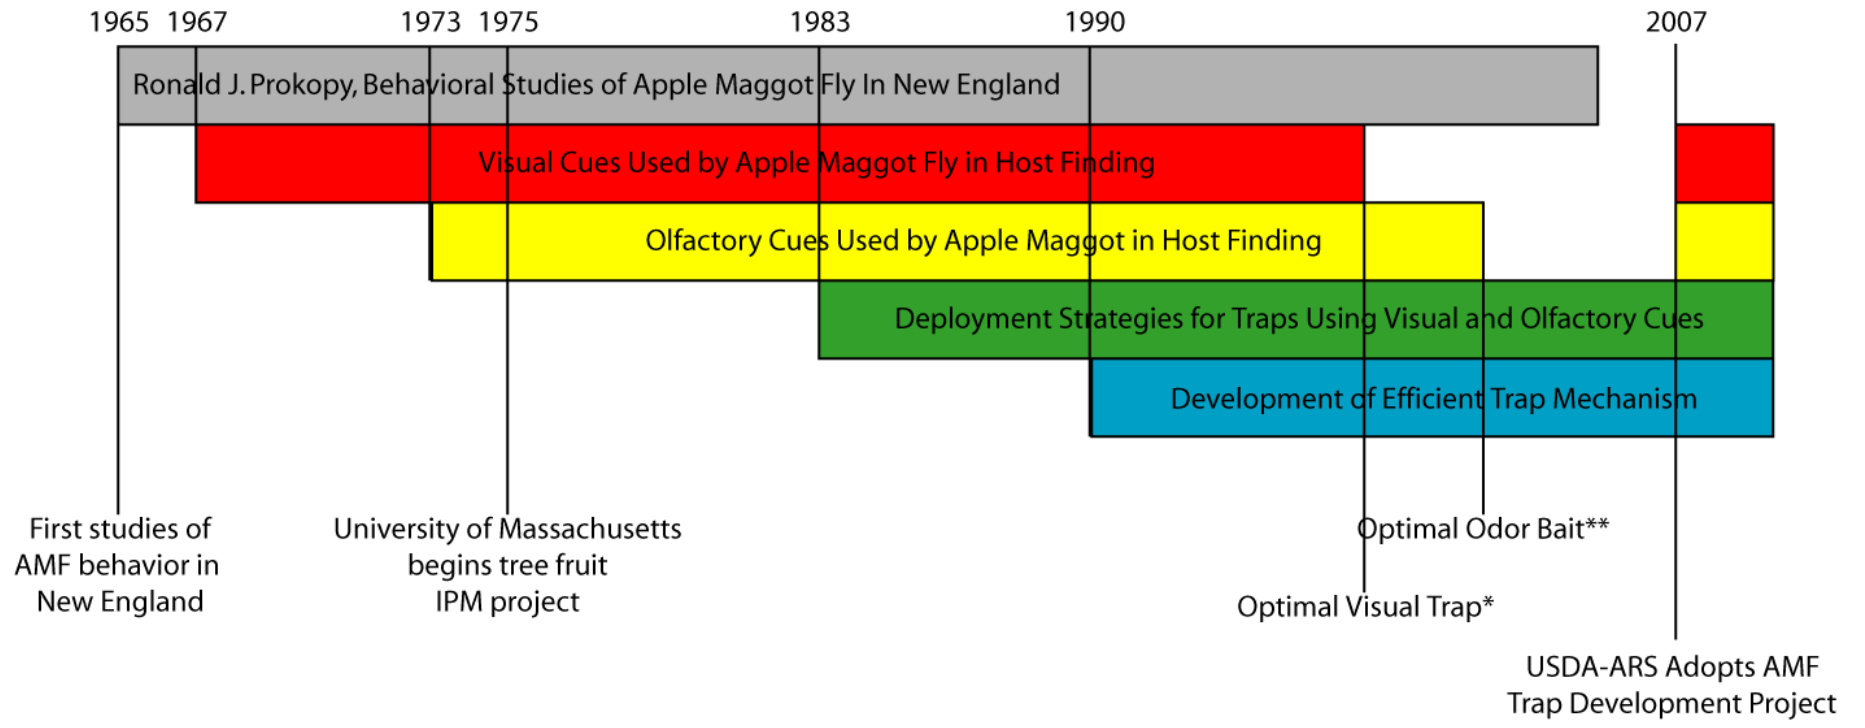 1965 1967 1973 1975 1983 1990 2007
Ronald J. Prokopy, Behavioral Studies of Apple Maggot Fly In New England
Visual Cues Used by Apple Maggot Fly in Host Finding
Olfactory Cues Used by Apple Maggot in Host Finding
Deployment Strategies for Traps Using Visual and Olfactory Cues
Development of Efficient Trap Mechanism
First studies of
AMF behavior in
New England
University of Massachusetts
begins tree fruit
IPM project
Optimal Odor Bait**
Optimal Visual Trap*
USDA-ARS Adopts AMF
Trap Development Project